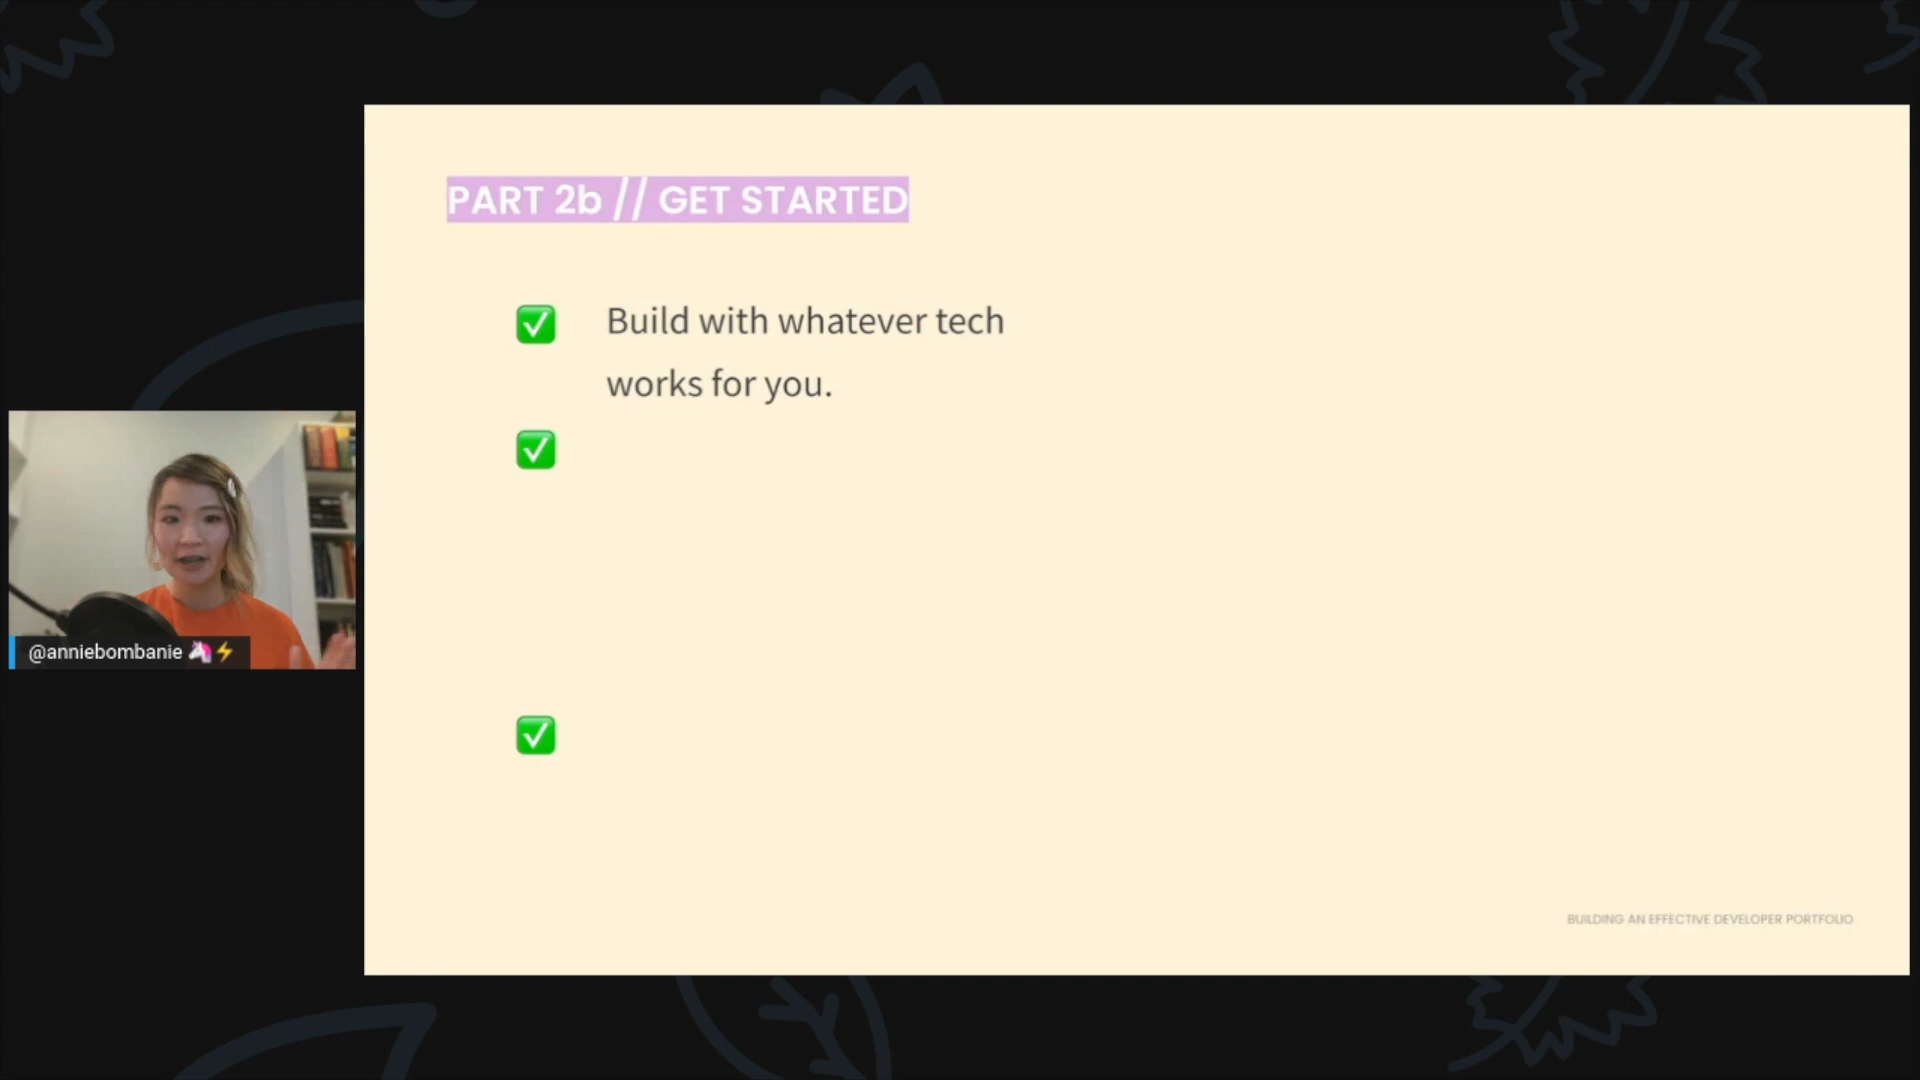 PART 2b // GET STARTED
✅ Build with whatever tech
works for you.
✅
✅
@anniebombanie 🦄⚡
BUILDING AN EFFECTIVE DEVELOPER PORTFOLIO